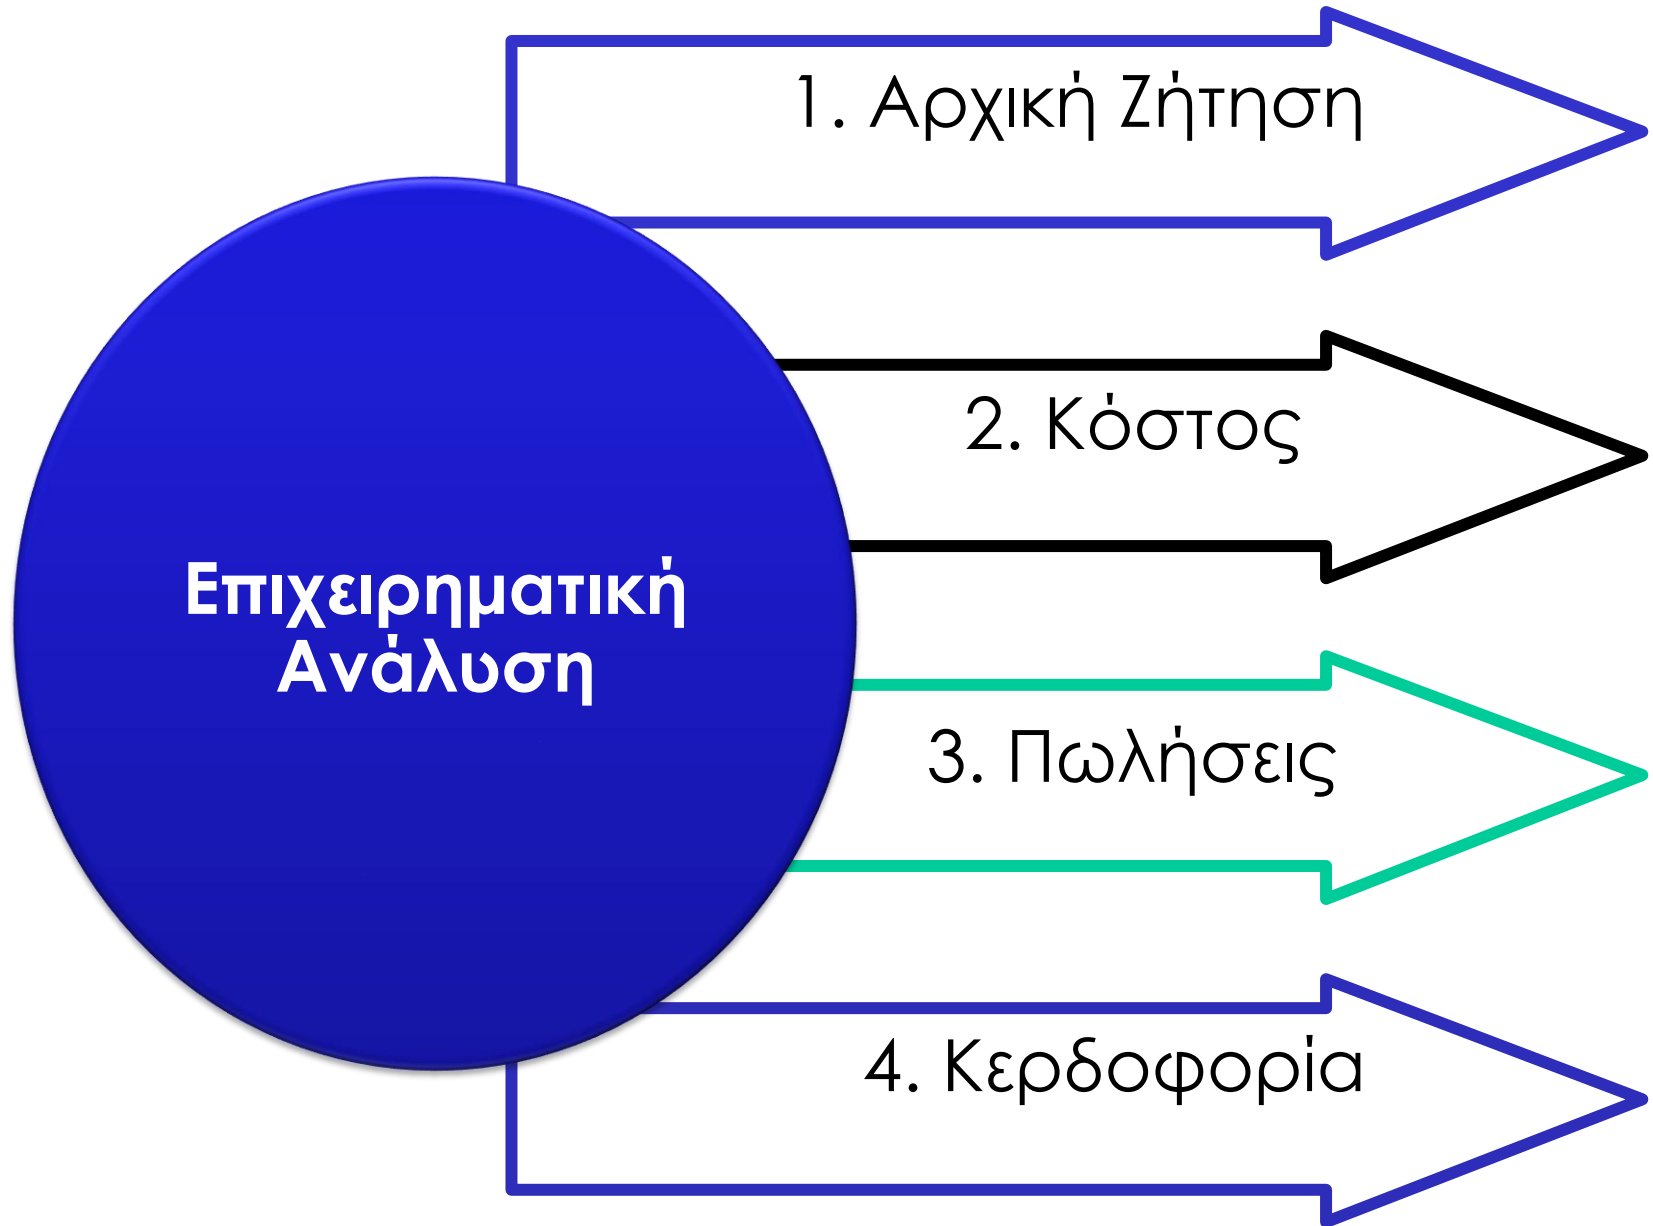 1. Αρχική Ζήτηση
2. Κόστος
Επιχειρηματική
Ανάλυση
3. Πωλήσεις
4. Κερδοφορία